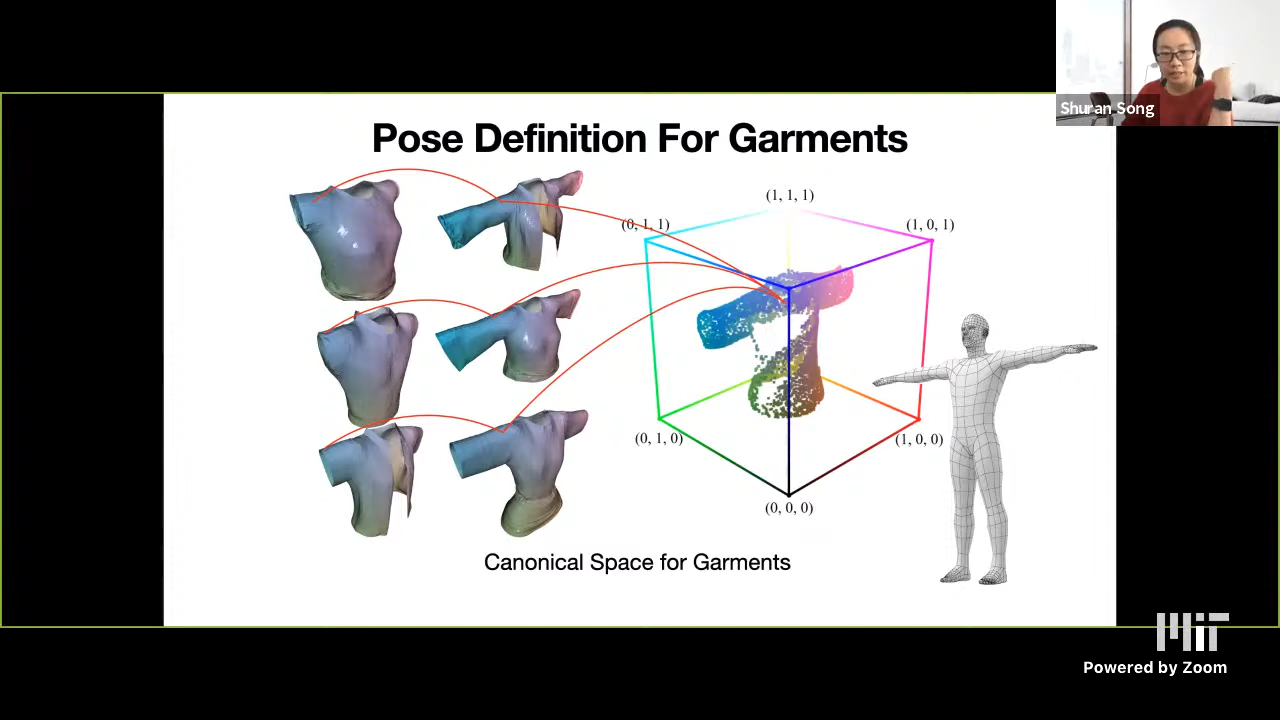 Shuran Song
Pose Definition For Garments
(1, 1, 1)
(0, 1, 1)
(1, 0, 1)
(0, 1, 0)
(1, 0, 0)
(0, 0, 0)
Canonical Space for Garments
MIT
Powered by Zoom